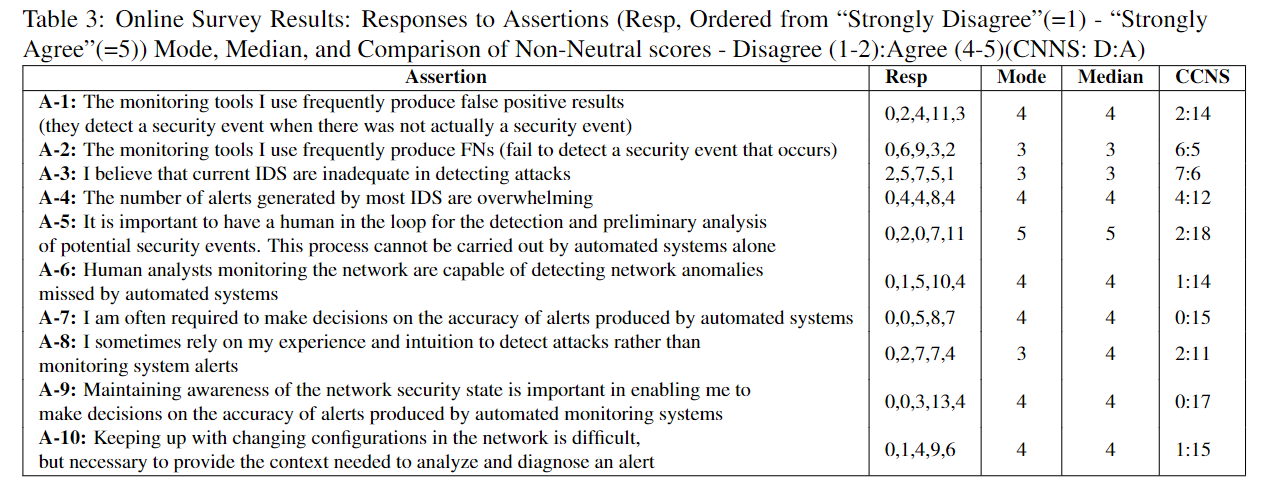 Table 3: Online Survey Results: Responses to Assertions (Resp, Ordered from “Strongly Disagree”(=1) - “Strongly
Agree”(=5)) Mode, Median, and Comparison of Non-Neutral scores - Disagree (1-2):Agree (4-5)(CNNS: D:A)
Assertion Resp Mode Median CCNS
A-1: The monitoring tools I use frequently produce false positive results
(they detect a security event when there was not actually a security event) 0,2,4,11,3 4 4 2:14
A-2: The monitoring tools I use frequently produce FNs (fail to detect a security event that occurs) 0,6,9,3,2 3 3 6:5
A-3: I believe that current IDS are inadequate in detecting attacks 2,5,7,5,1 3 3 7:6
A-4: The number of alerts generated by most IDS are overwhelming 0,4,4,8,4 4 4 4:12
A-5: It is important to have a human in the loop for the detection and preliminary analysis
of potential security events. This process cannot be carried out by automated systems alone 0,2,0,7,11 5 5 2:18
A-6: Human analysts monitoring the network are capable of detecting network anomalies
missed by automated systems 0,1,5,10,4 4 4 1:14
A-7: I am often required to make decisions on the accuracy of alerts produced by automated systems 0,0,5,8,7 4 4 0:15
A-8: I sometimes rely on my experience and intuition to detect attacks rather than
monitoring system alerts 0,2,7,7,4 3 4 2:11
A-9: Maintaining awareness of the network security state is important in enabling me to
make decisions on the accuracy of alerts produced by automated monitoring systems 0,0,3,13,4 4 4 0:17
A-10: Keeping up with changing configurations in the network is difficult,
but necessary to provide the context needed to analyze and diagnose an alert 0,1,4,9,6 4 4 1:15